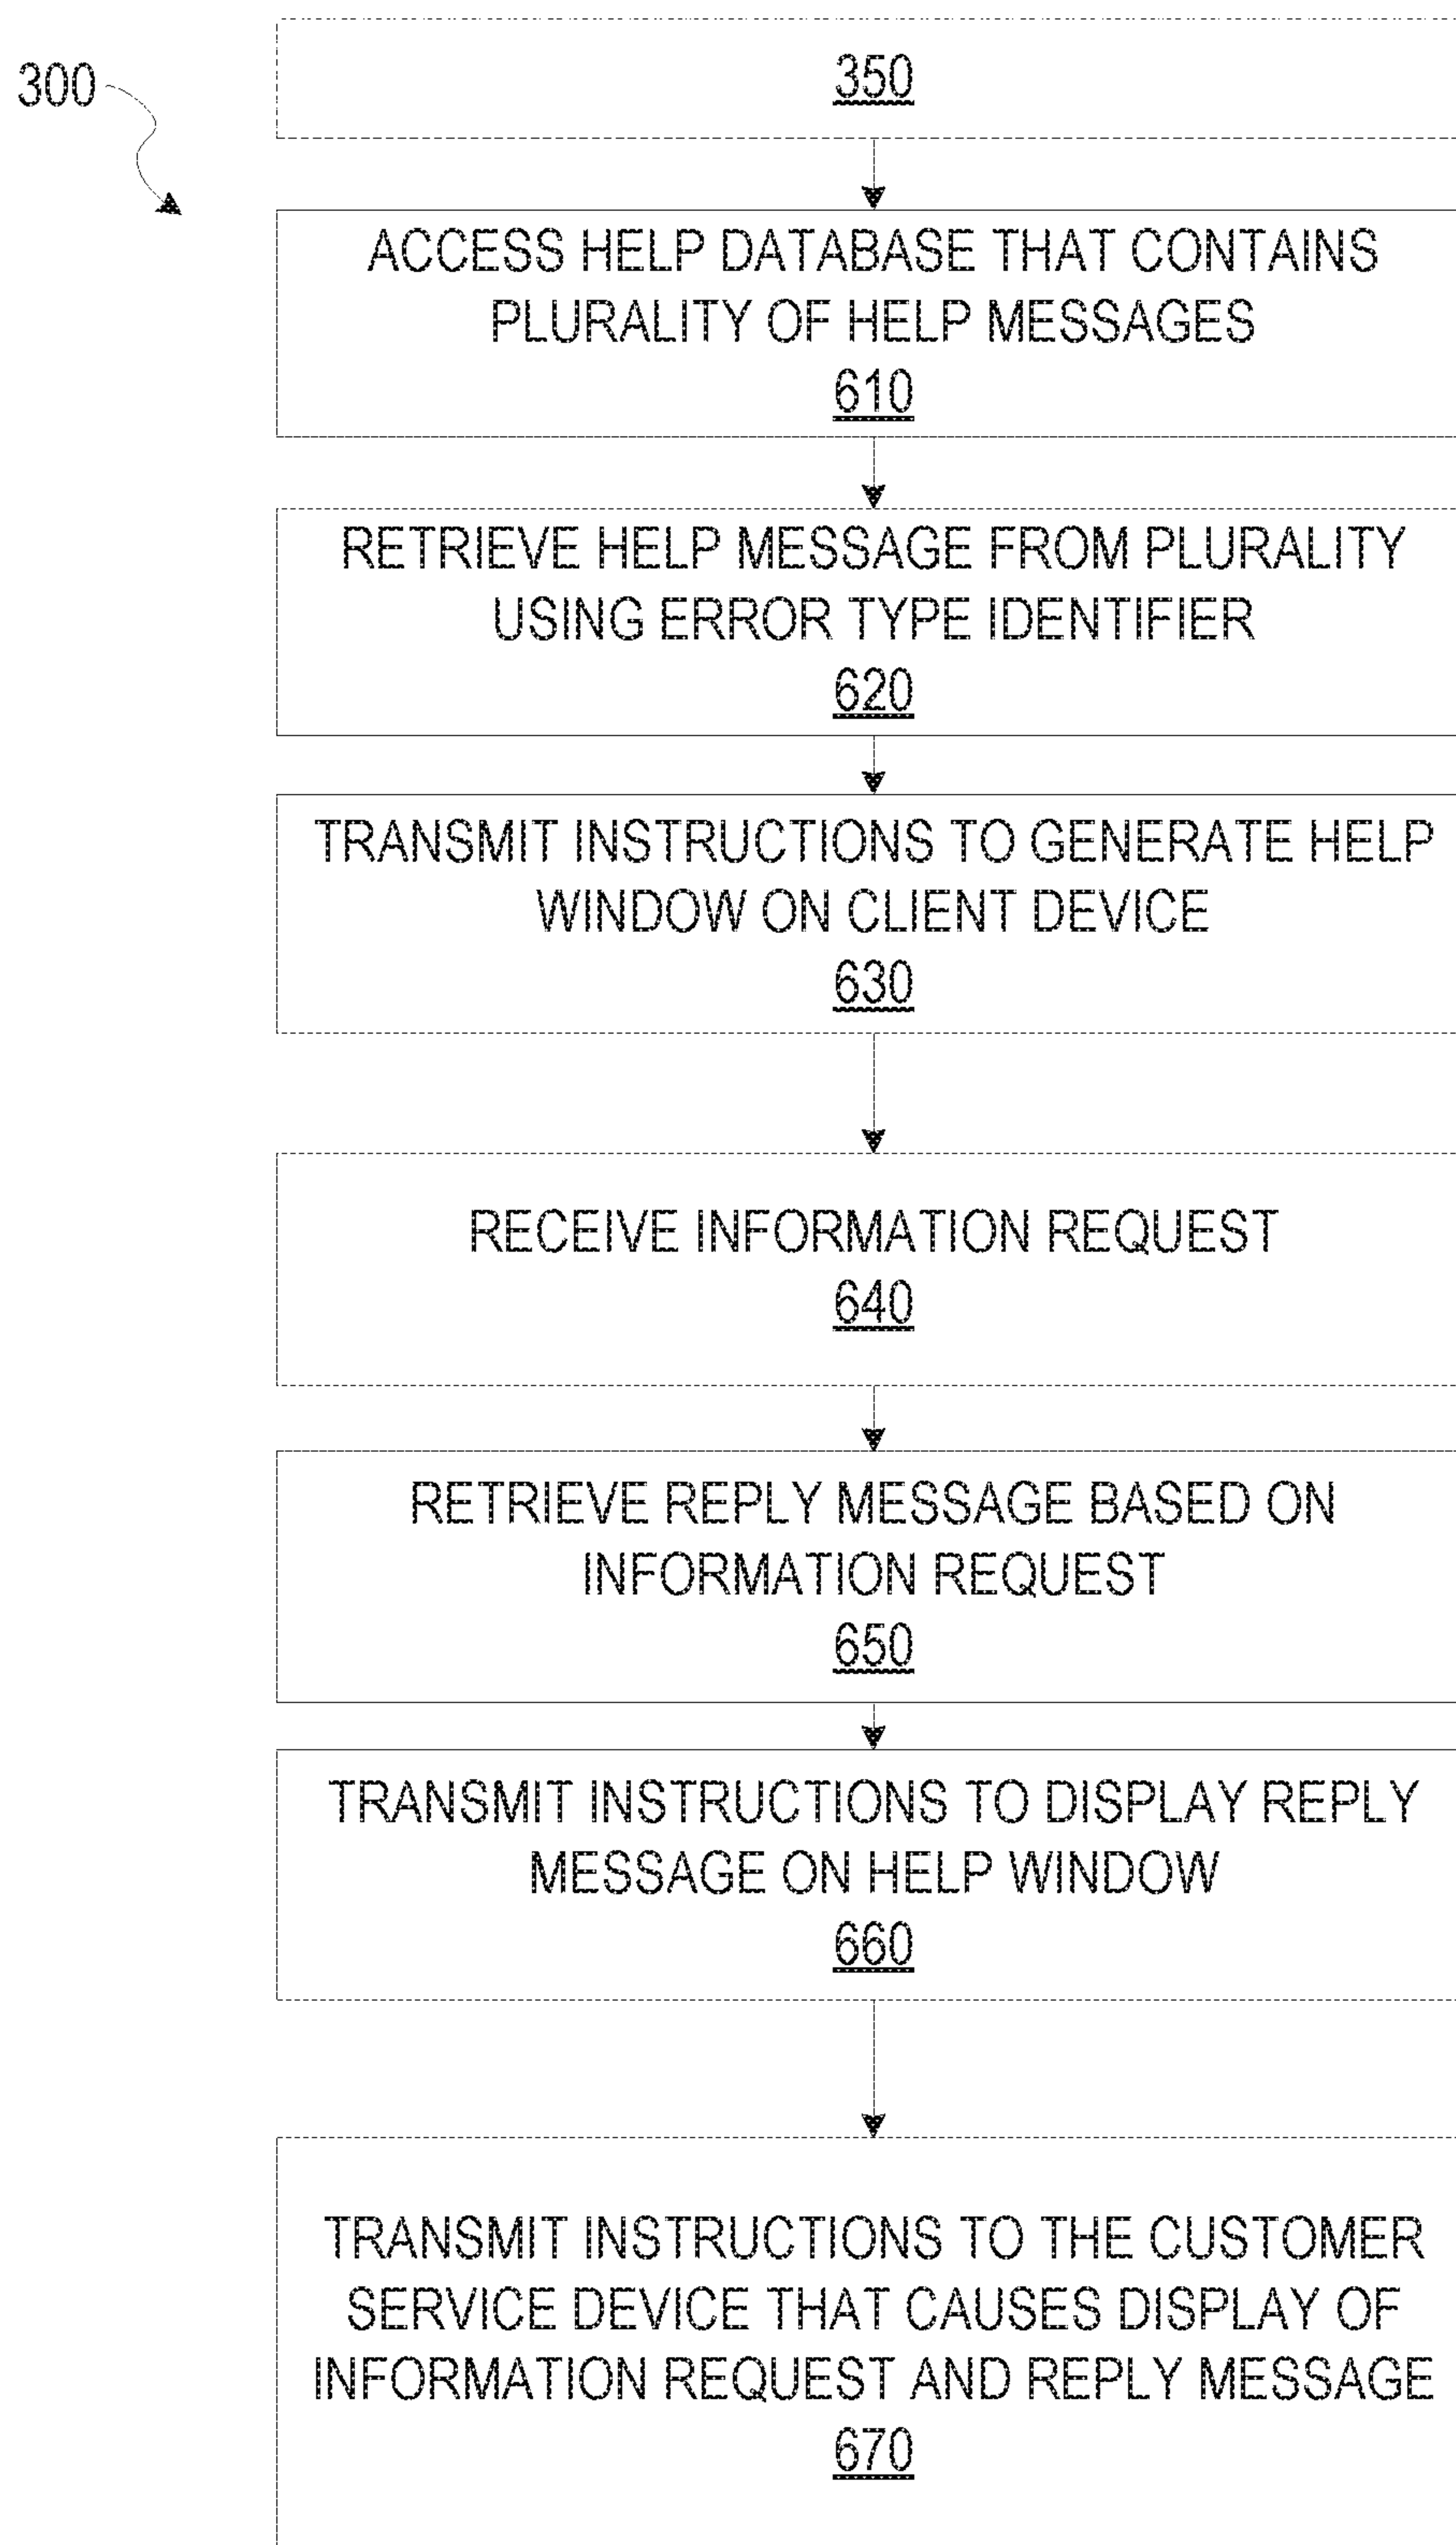 300
350
ACCESS HELP DATABASE THAT CONTAINS
PLURALITY OF HELP MESSAGES
610
RETRIEVE HELP MESSAGE FROM PLURALITY
USING ERROR TYPE IDENTIFIER
620
TRANSMIT INSTRUCTIONS TO GENERATE HELP
WINDOW ON CLIENT DEVICE
630
RECEIVE INFORMATION REQUEST
640
RETRIEVE REPLY MESSAGE BASED ON
INFORMATION REQUEST
650
TRANSMIT INSTRUCTIONS TO DISPLAY REPLY
MESSAGE ON HELP WINDOW
660
TRANSMIT INSTRUCTIONS TO THE CUSTOMER
SERVICE DEVICE THAT CAUSES DISPLAY OF
INFORMATION REQUEST AND REPLY MESSAGE
670